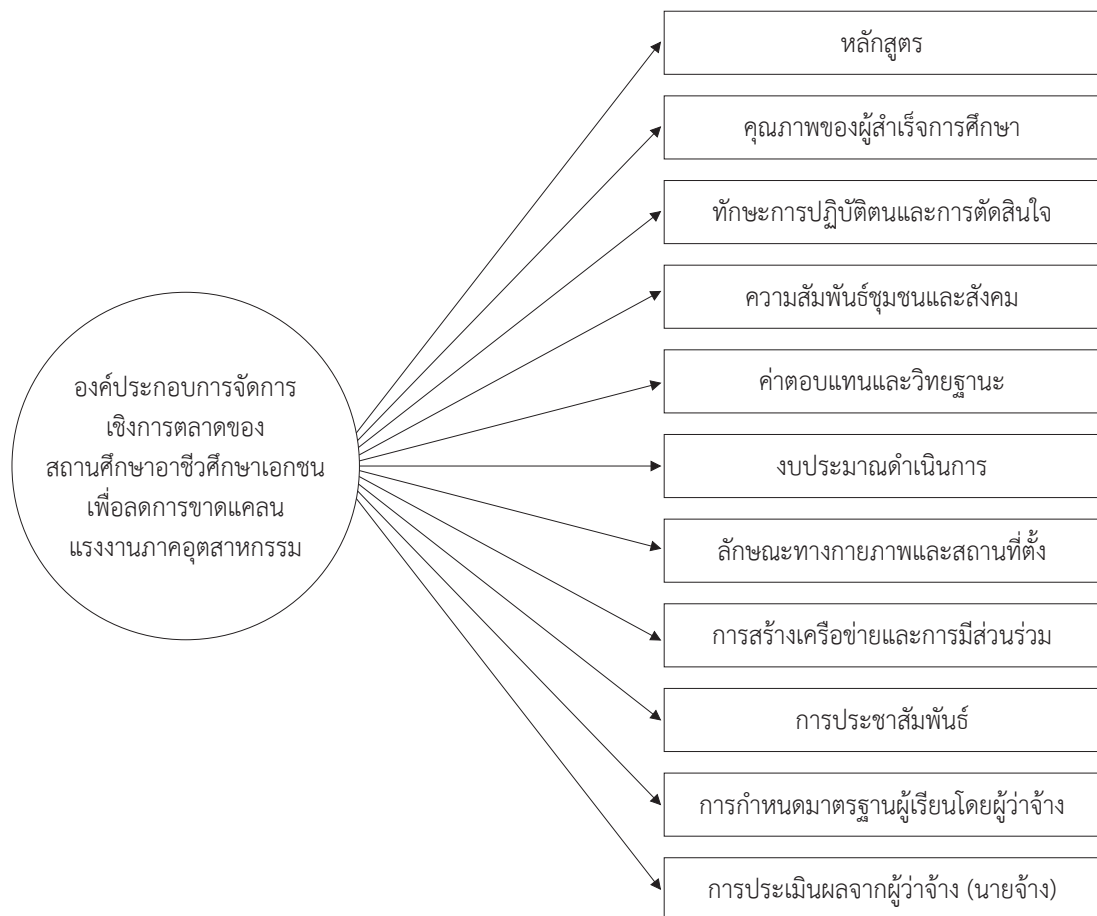 หลักสูตร
คุณภาพของผู้สำเร็จการศึกษา
ทักษะการปฏิบัติตนและการตัดสินใจ
ความสัมพันธ์ชุมชนและสังคม
องค์ประกอบการจัดการ
เชิงการตลาดของ
สถานศึกษาอาชีวศึกษาเอกชน
เพื่อลดการขาดแคลน
แรงงานภาคอุตสาหกรรม
ค่าตอบแทนและวิทยฐานะ
งบประมาณดำเนินการ
ลักษณะทางกายภาพและสถานที่ตั้ง
การสร้างเครือข่ายและการมีส่วนร่วม
การประชาสัมพันธ์
การกำหนดมาตรฐานผู้เรียนโดยผู้ว่าจ้าง
การประเมินผลจากผู้ว่าจ้าง (นายจ้าง)